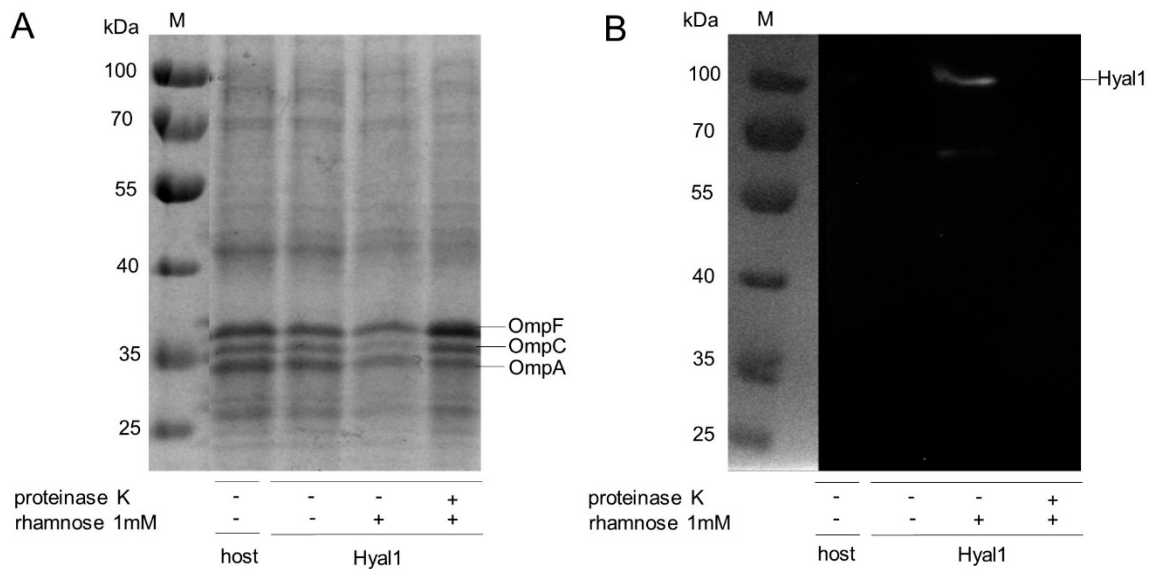 A
kDa
M
100
70
55
40
35
25
OmpF
OmpC
OmpA
proteinase K - - - +
rhamnose 1mM - - + +
host
Hyal1
B
kDa
M
100
70
55
40
35
25
Hyal1
proteinase K - - - +
rhamnose 1mM - - + +
host
Hyal1